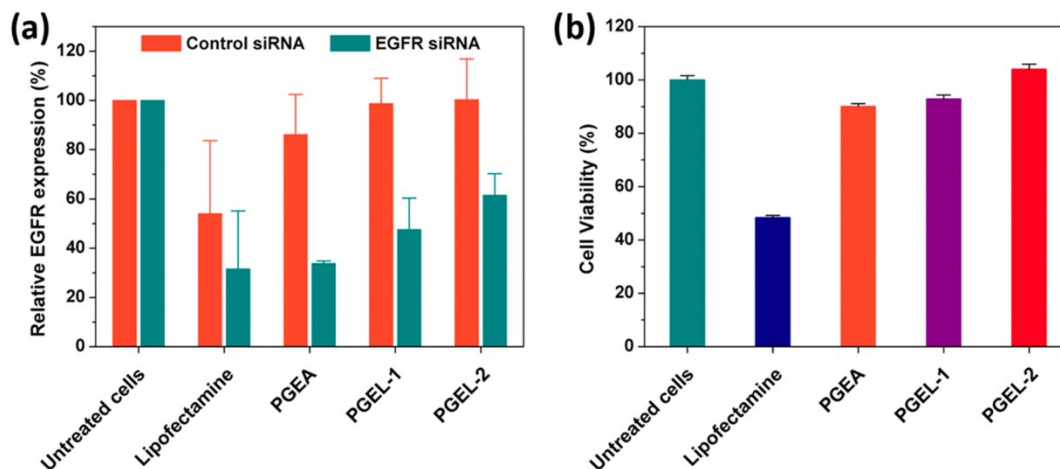 (a)
Control siRNA EGFR siRNA
Relative EGFR expression (%)
120
100
80
60
40
20
0
Untreated cells
Lipofectamine
PGEA
PGEL-1
PGEL-2
(b)
Cell Viability (%)
120
100
80
60
40
20
0
Untreated cells
Lipofectamine
PGEA
PGEL-1
PGEL-2